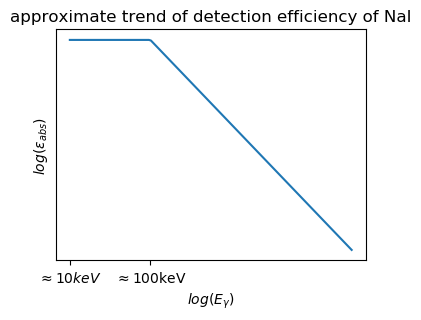 approximate trend of detection efficiency of NaI
log(ε_abs)
≈10keV ≈100keV
log(E_γ)